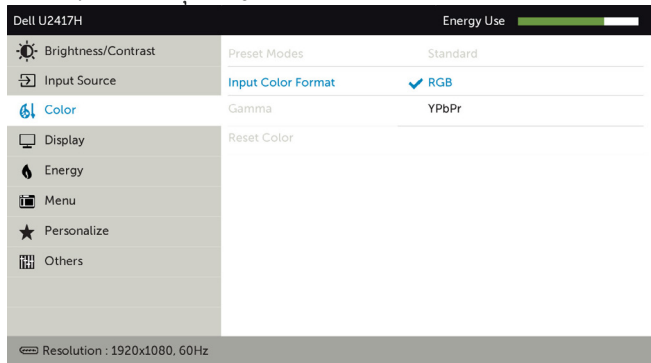 Dell U2417H Energy Use
Brightness/Contrast Preset Modes Standard
Input Source Input Color Format RGB
Color Gamma YPbPr
Display Reset Color
Energy
Menu
Personalize
Others
Resolution : 1920x1080, 60Hz